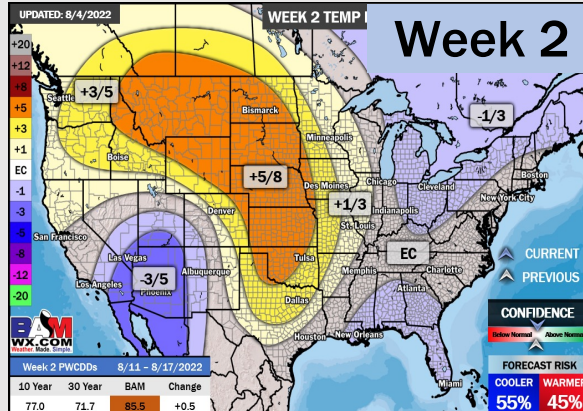 UPDATED: 8/4/2022
WEEK 2 TEMP
Week 2
+20
+12
+8
+5
+3
+1
EC
-1
-3
-5
-8
-12
-20
Seattle
+3/5
Bismarck
-1/3
Minneapolis
Boise
+5/8
Des Moines
Chicago
Cleveland
Boston
New York City
+1/3
Indianapolis
Denver
St. Louis
San Francisco
EC
CURRENT
Las Vegas
-3/5
Albuquerque
Tulsa
Memphis
Charlotte
PREVIOUS
Los Angeles
Phoenix
Atlanta
Dallas
CONFIDENCE
Below Normal
Above Norma
Houston
New Orleans
BAM
WX.COM
Weather. Made. Simple.
Miami
FORECAST RISK
COOLER
WARMER
55%
45%
Week 2 PWCDDs
8/11 – 8/17/2022
10 Year
30 Year
BAM
Change
77.0
71.7
85.5
+0.5